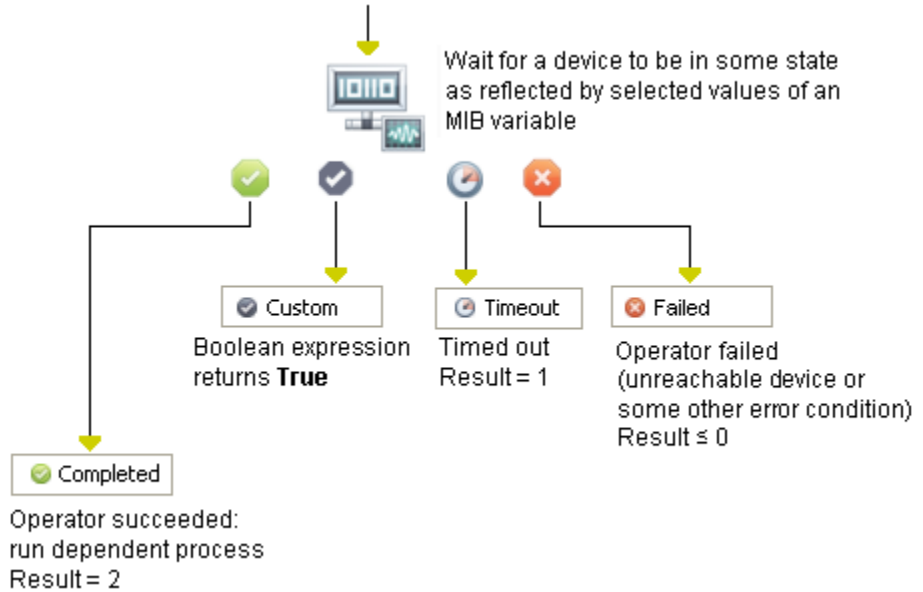 10110
Wait for a device to be in some state
as reflected by selected values of an
MIB variable
Custom
Boolean expression
returns True
Timeout
Timed out
Result = 1
Failed
Operator failed
(unreachable device or
some other error condition)
Result ≤ 0
Completed
Operator succeeded:
run dependent process
Result = 2